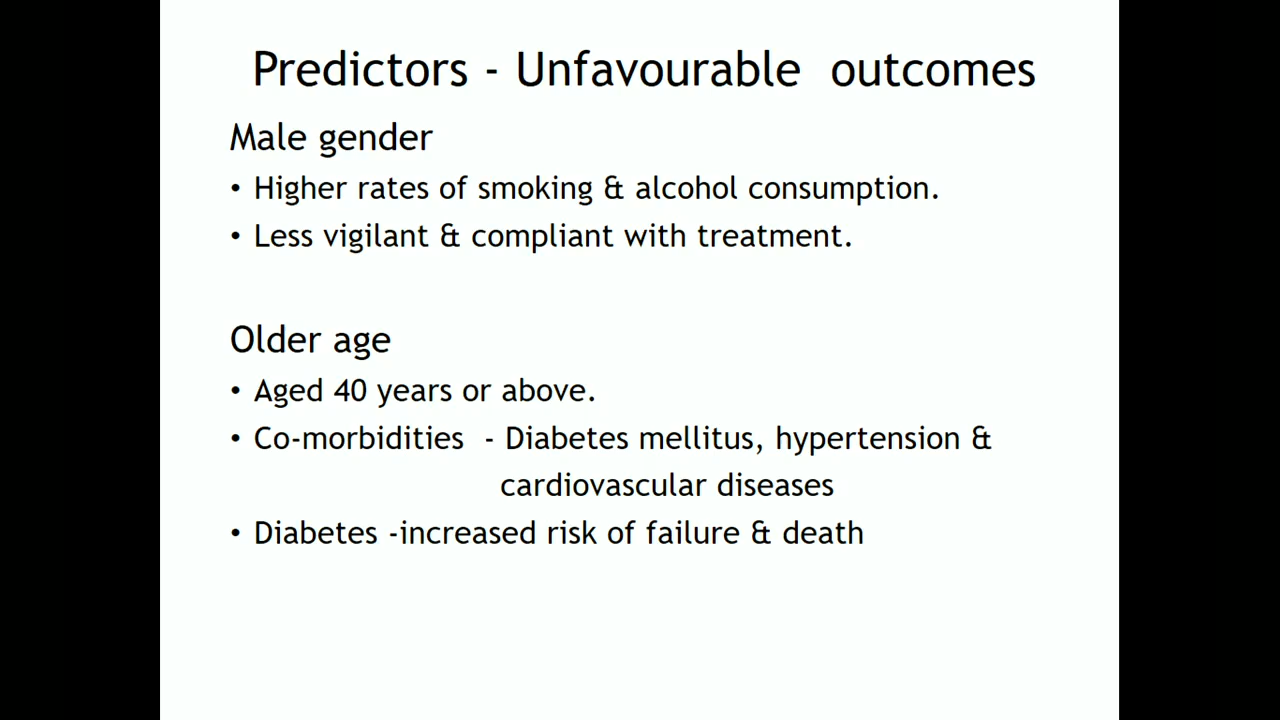 Predictors - Unfavourable  outcomes
Male gender
• Higher rates of smoking & alcohol consumption.
• Less vigilant & compliant with treatment.
Older age
• Aged 40 years or above.
• Co-morbidities  - Diabetes mellitus, hypertension &
cardiovascular diseases
• Diabetes -increased risk of failure & death